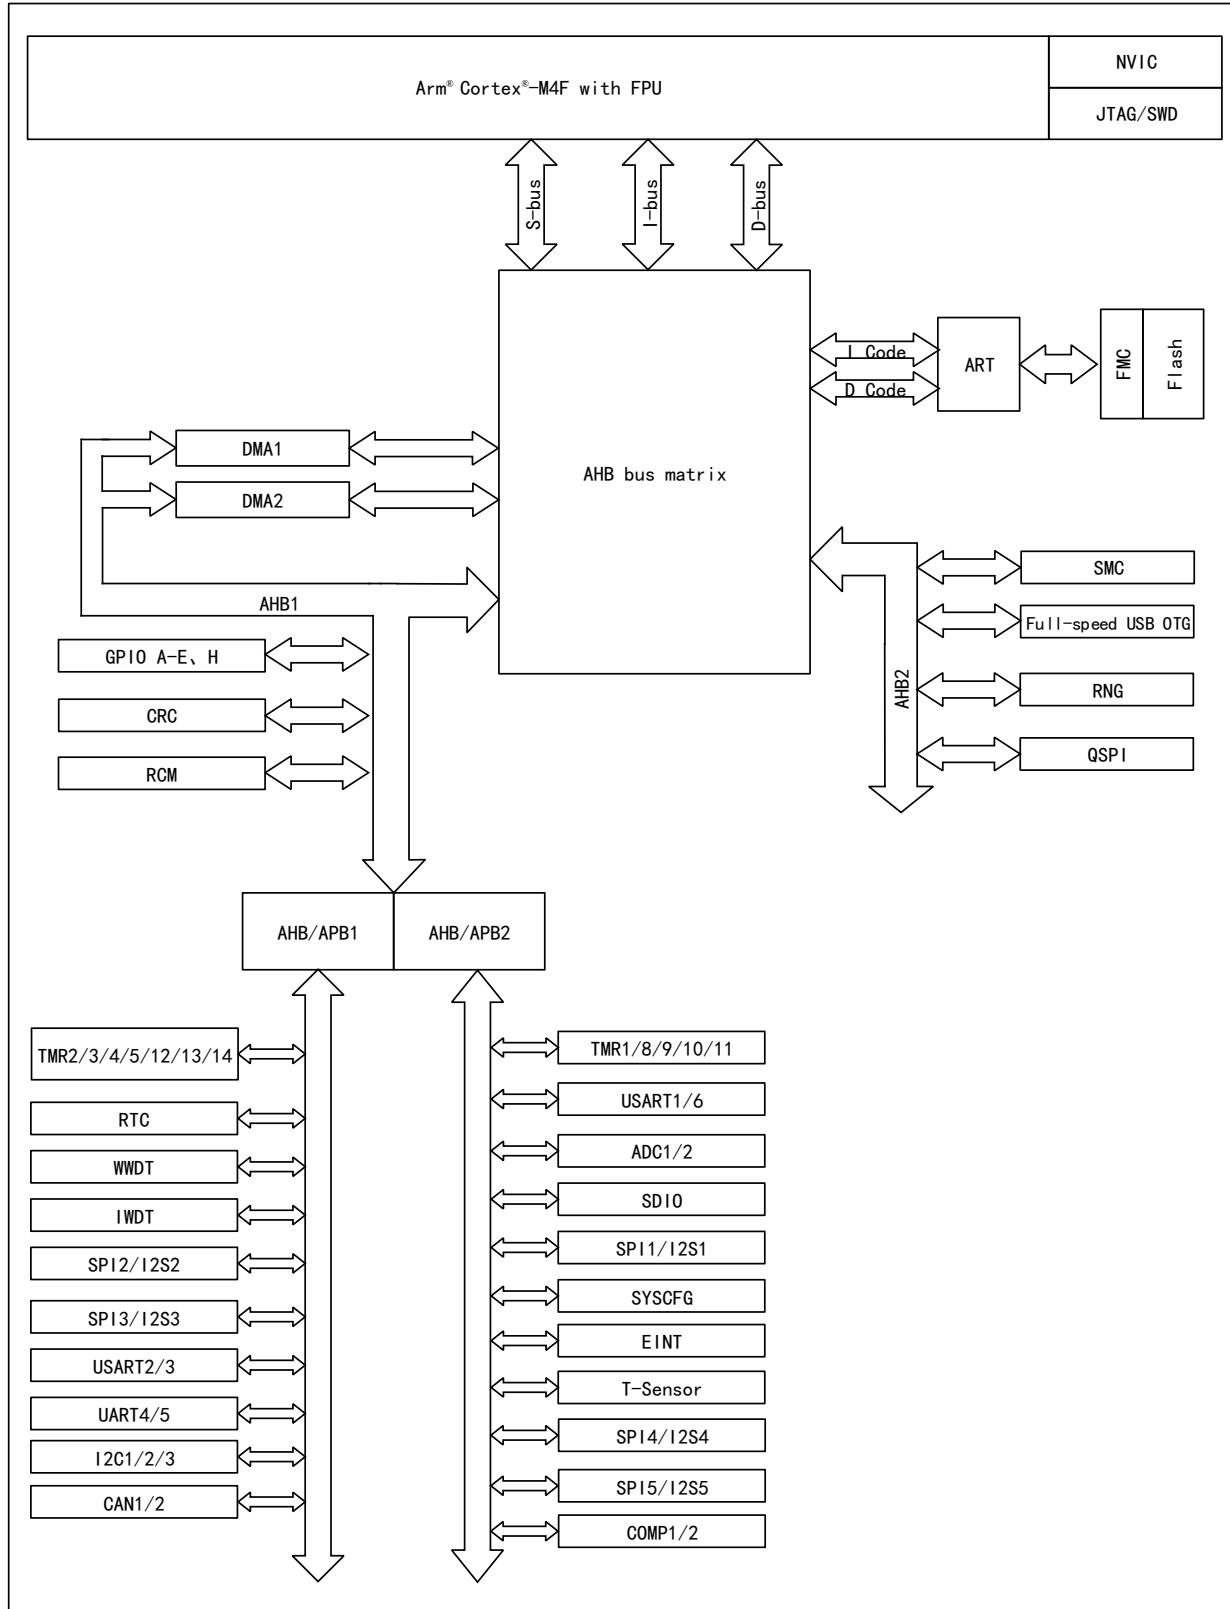 Arm® Cortex®-M4F with FPU
NVIC
JTAG/SWD
S-bus
I-bus
D-bus
AHB bus matrix
I Code
D Code
ART
FMC
Flash
DMA1
DMA2
AHB1
GPIO A-E、H
CRC
RCM
AHB2
SMC
Full-speed USB OTG
RNG
QSPI
AHB/APB1
AHB/APB2
TMR2/3/4/5/12/13/14
RTC
WWDT
IWDT
SPI2/I2S2
SPI3/I2S3
USART2/3
UART4/5
I2C1/2/3
CAN1/2
TMR1/8/9/10/11
USART1/6
ADC1/2
SDIO
SPI1/I2S1
SYSCFG
EINT
T-Sensor
SPI4/I2S4
SPI5/I2S5
COMP1/2